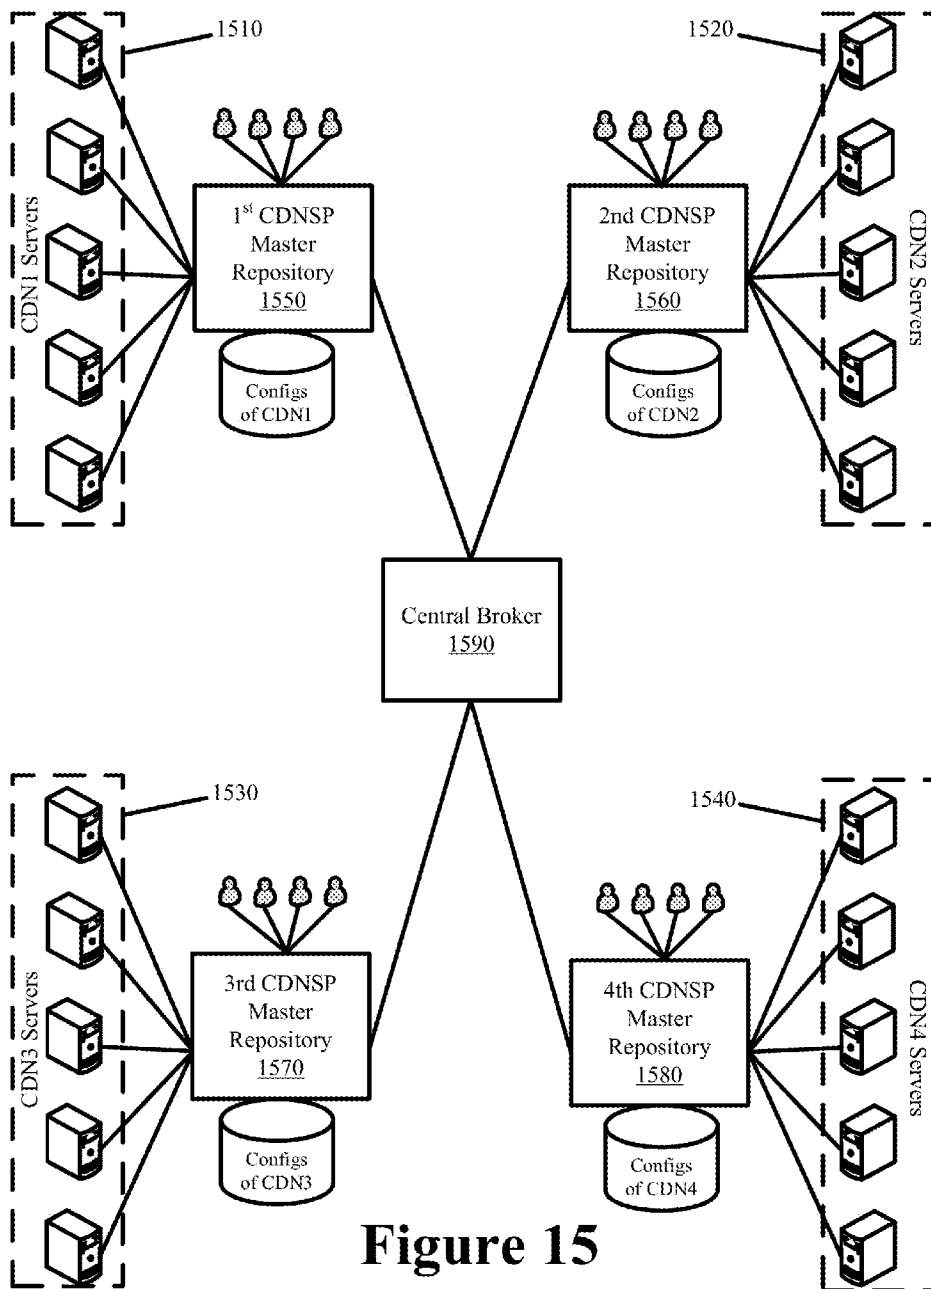 1510
1520
CDN1 Servers
1st CDNSP
Master
Repository
1550
Configs
of CDN1
2nd CDNSP
Master
Repository
1560
Configs
of CDN2
CDN2 Servers
Central Broker
1590
1530
1540
CDN3 Servers
3rd CDNSP
Master
Repository
1570
Configs
of CDN3
4th CDNSP
Master
Repository
1580
Configs
of CDN4
CDN4 Servers
Figure 15